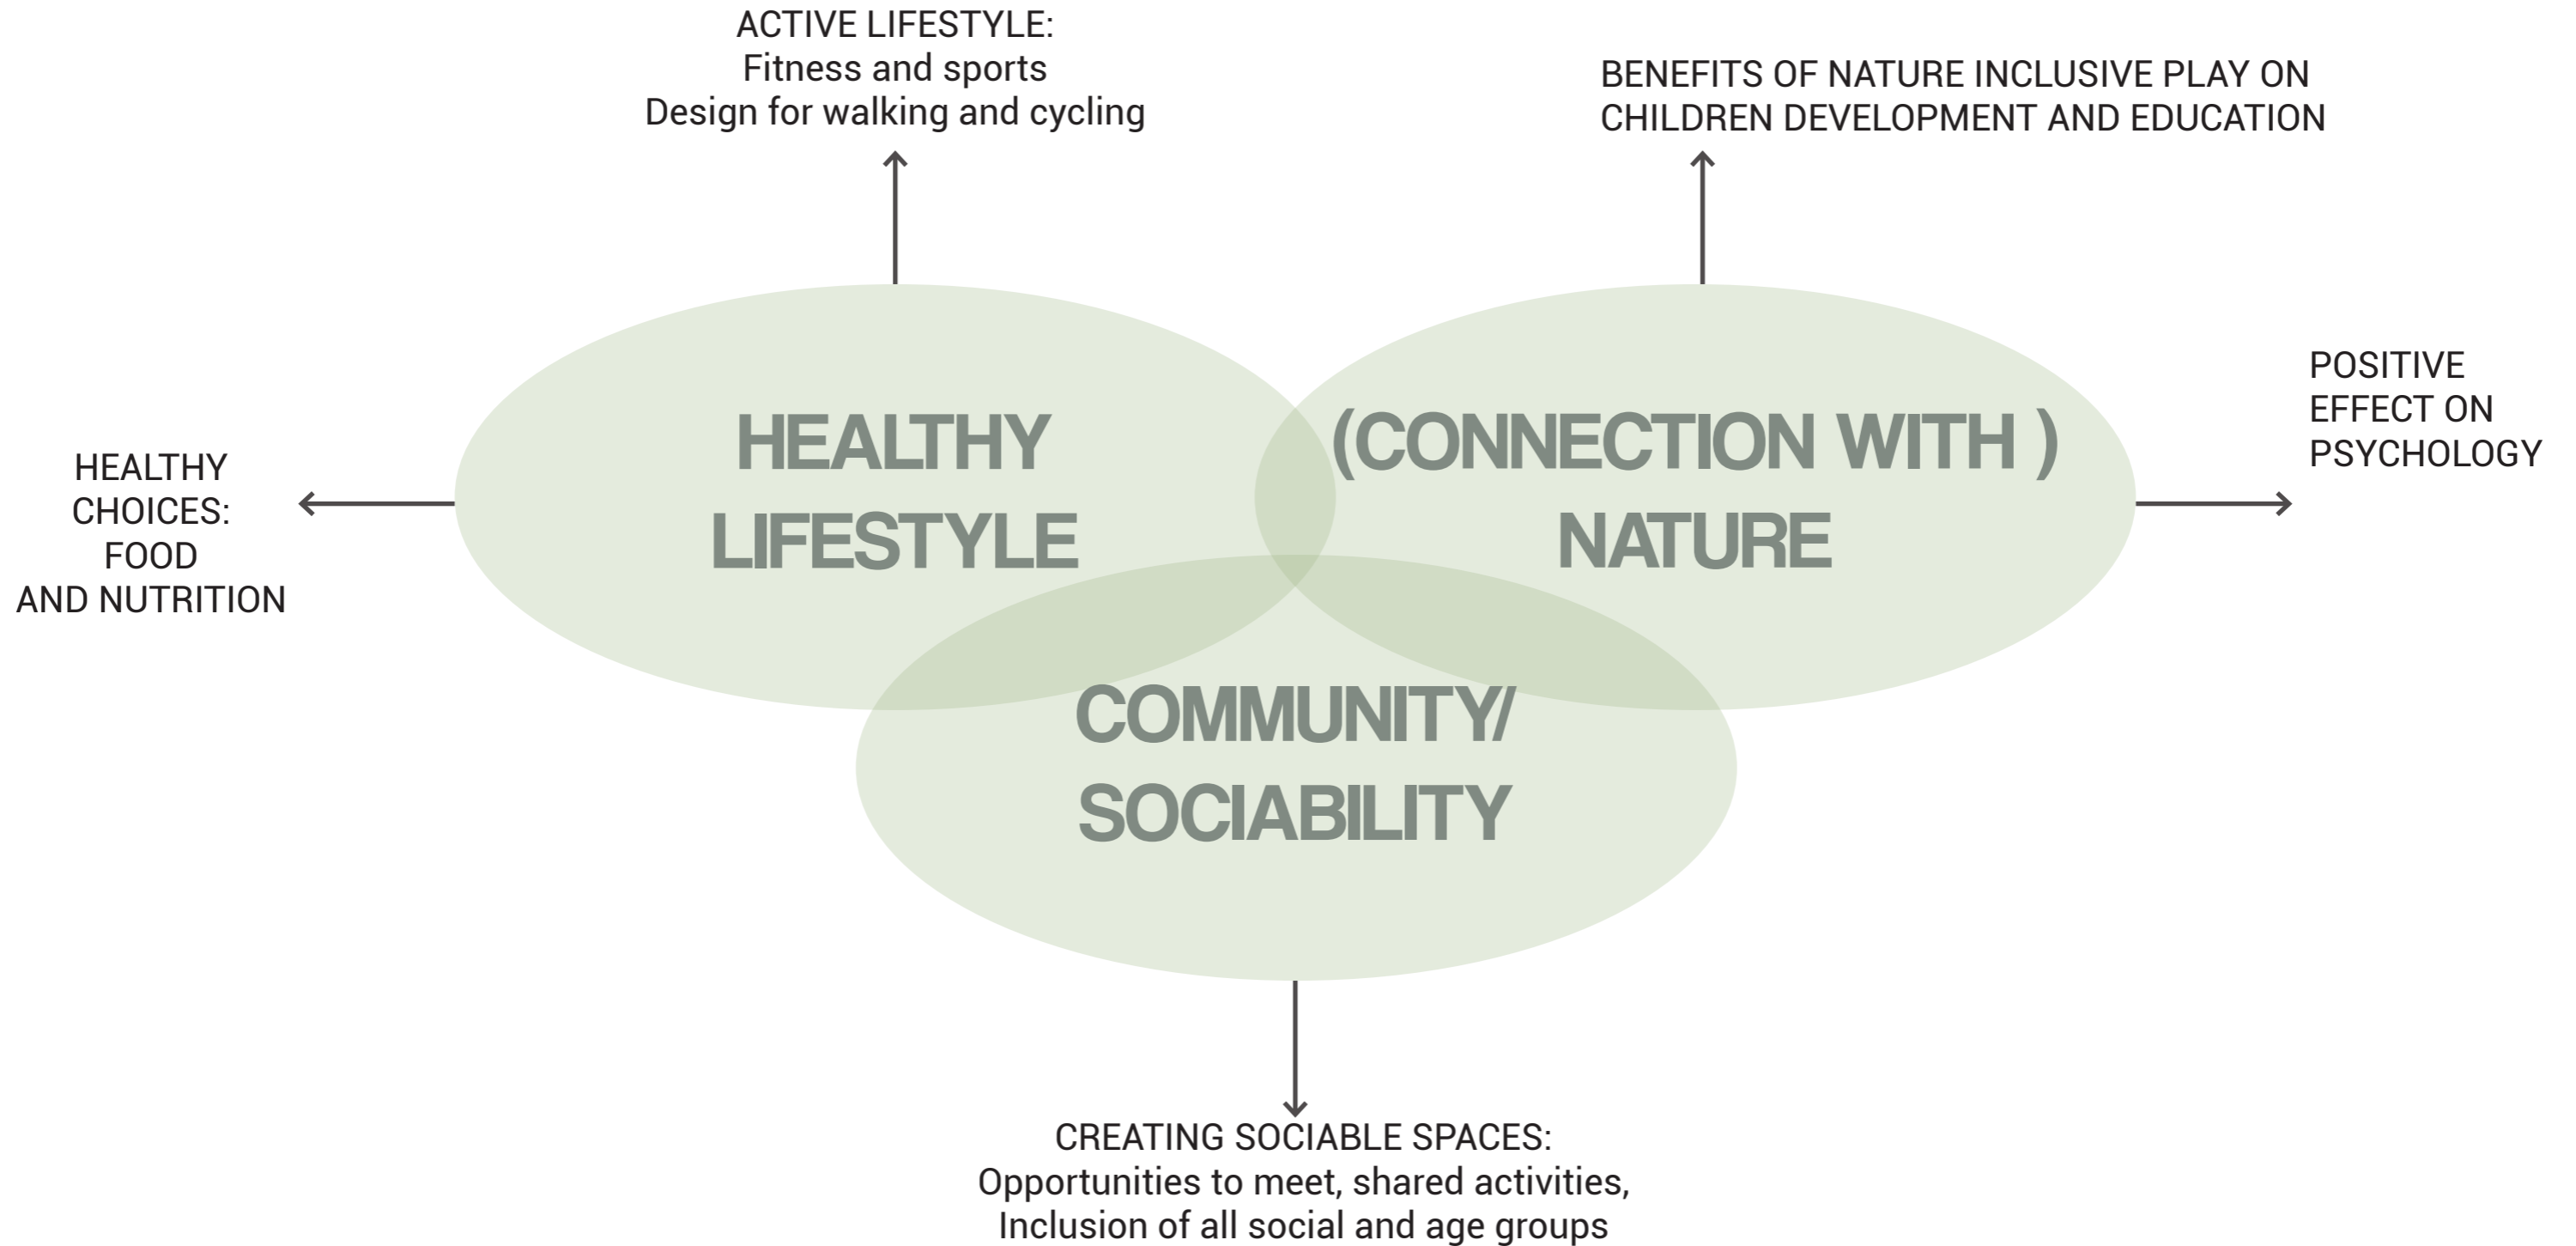 ACTIVE LIFESTYLE:
Fitness and sports
Design for walking and cycling
BENEFITS OF NATURE INCLUSIVE PLAY ON
CHILDREN DEVELOPMENT AND EDUCATION
HEALTHY
CHOICES:
FOOD
AND NUTRITION
HEALTHY
LIFESTYLE
(CONNECTION WITH )
NATURE
POSITIVE
EFFECT ON
PSYCHOLOGY
COMMUNITY/
SOCIABILITY
CREATING SOCIABLE SPACES:
Opportunities to meet, shared activities,
Inclusion of all social and age groups